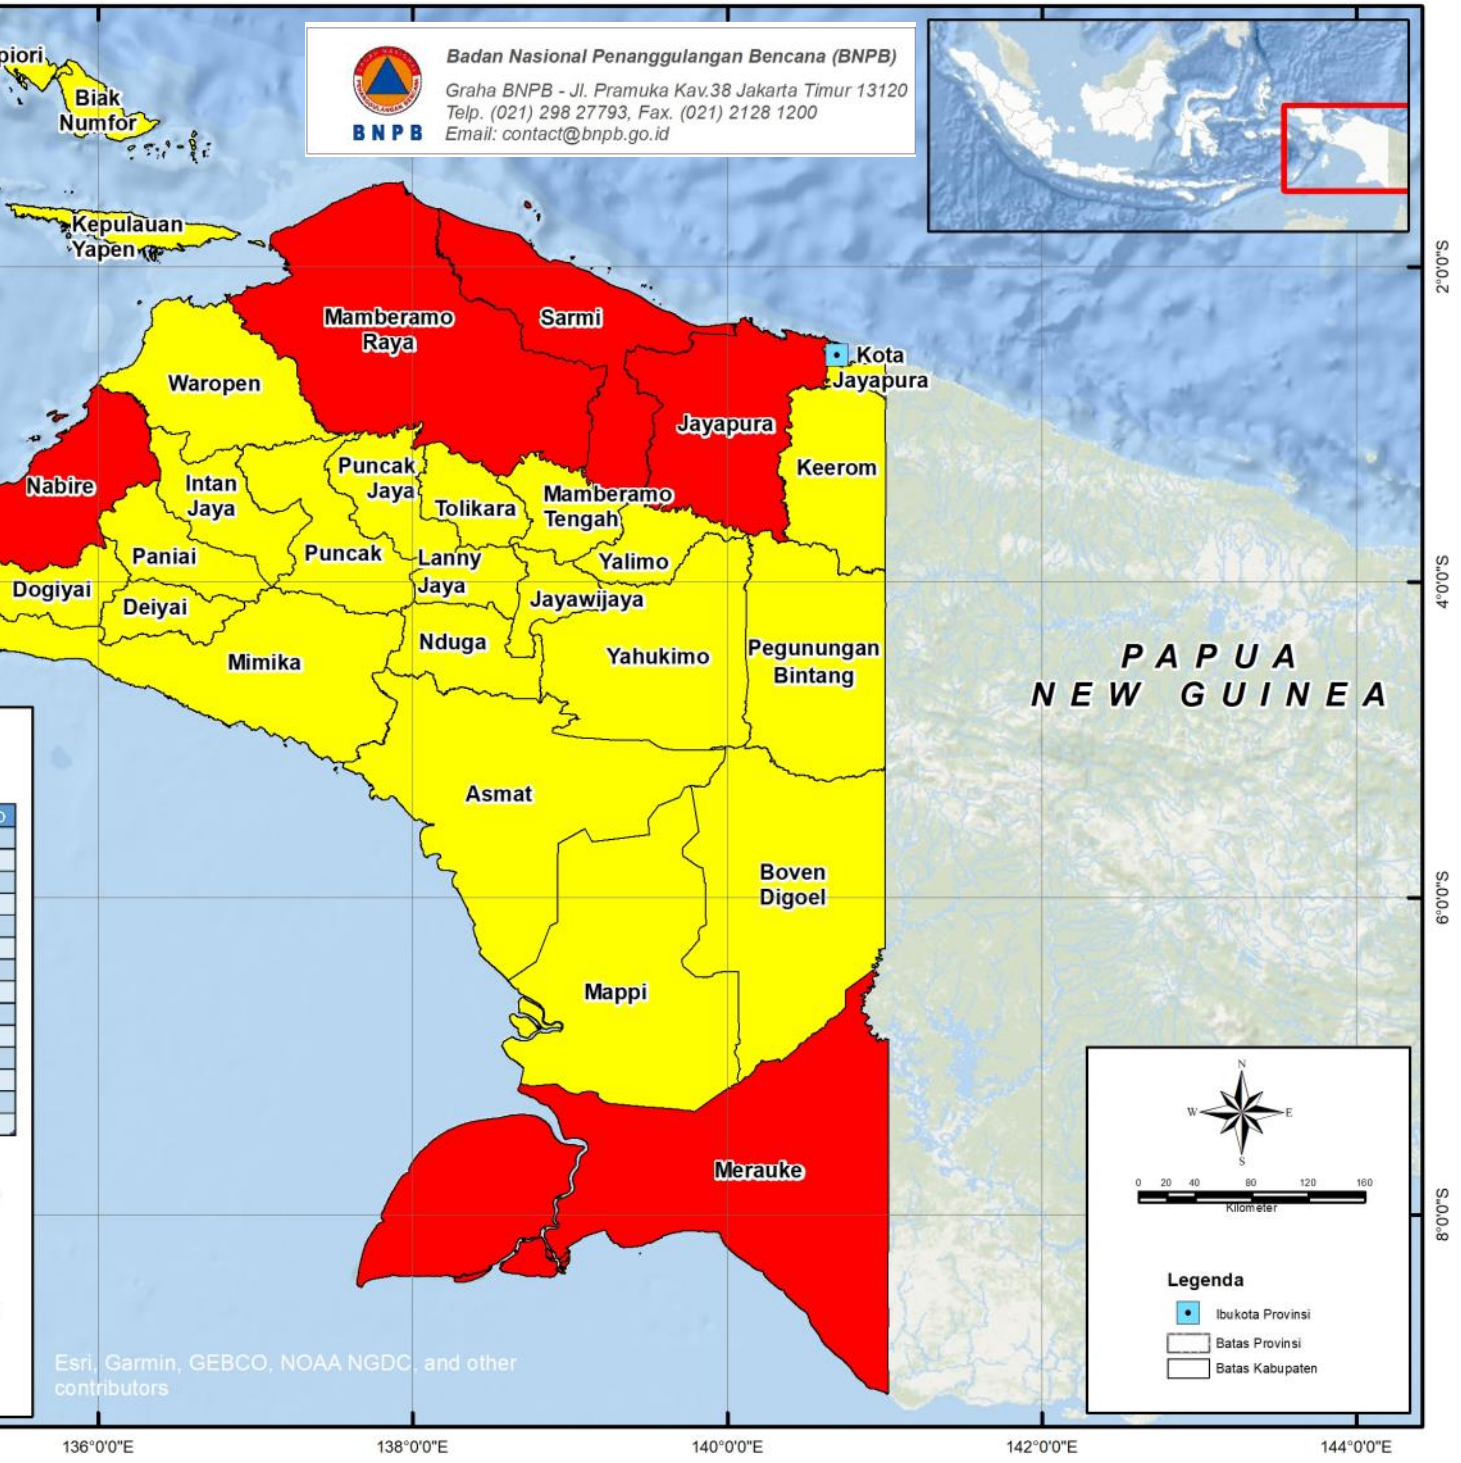 piori
Biak
Numfor
Kepulauan
Yapen
Badan Nasional Penanggulangan Bencana (BNPB)
Graha BNPB - Jl. Pramuka Kav.38 Jakarta Timur 13120
Telp. (021) 298 27793, Fax. (021) 2128 1200
Email: contact@bnpb.go.id
BNPB
2°0'0"S
Mamberamo
Raya
Sarmi
Kota
Jayapura
Waropen
Jayapura
Keerom
Nabire
Intan
Jaya
Puncak
Jaya
Tolikara
Mamberamo
Tengah
Paniai
Puncak
Lanny
Jaya
Yalimo
Dogiyai
Deiyai
Jayawijaya
4°0'0"S
Mimika
Nduga
Yahukimo
Pegunungan
Bintang
PAPUA
NEW GUINEA
Asmat
Boven
Digoel
6°0'0"S
Mappi
Merauke
N
W
E
S
0 20 40 80 120 160
Kilometer
8°0'0"S
Legenda
Ibukota Provinsi
Batas Provinsi
Batas Kabupaten
Esri, Garmin, GEBCO, NOAA NGDC, and other
contributors
136°0'0"E 138°0'0"E 140°0'0"E 142°0'0"E 144°0'0"E